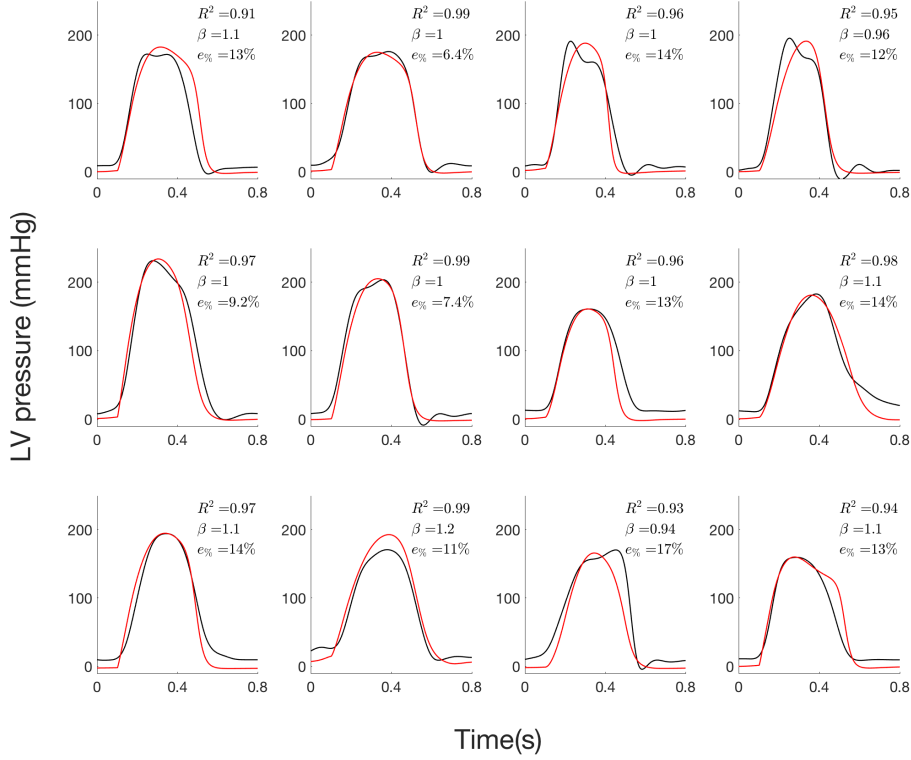 LV pressure (mmHg)
200
100
0
0
0.4
0.8
R² =0.91
β =1.1
e% =13%
200
100
0
0
0.4
0.8
R² =0.99
β =1
e% =6.4%
200
100
0
0
0.4
0.8
R² =0.96
β =1
e% =14%
200
100
0
0
0.4
0.8
R² =0.95
β =0.96
e% =12%
200
100
0
0
0.4
0.8
R² =0.97
β =1
e% =9.2%
200
100
0
0
0.4
0.8
R² =0.99
β =1
e% =7.4%
200
100
0
0
0.4
0.8
R² =0.96
β =1
e% =13%
200
100
0
0
0.4
0.8
R² =0.98
β =1.1
e% =14%
200
100
0
0
0.4
0.8
R² =0.97
β =1.1
e% =14%
200
100
0
0
0.4
0.8
R² =0.99
β =1.2
e% =11%
200
100
0
0
0.4
0.8
R² =0.93
β =0.94
e% =17%
200
100
0
0
0.4
0.8
R² =0.94
β =1.1
e% =13%
Time(s)